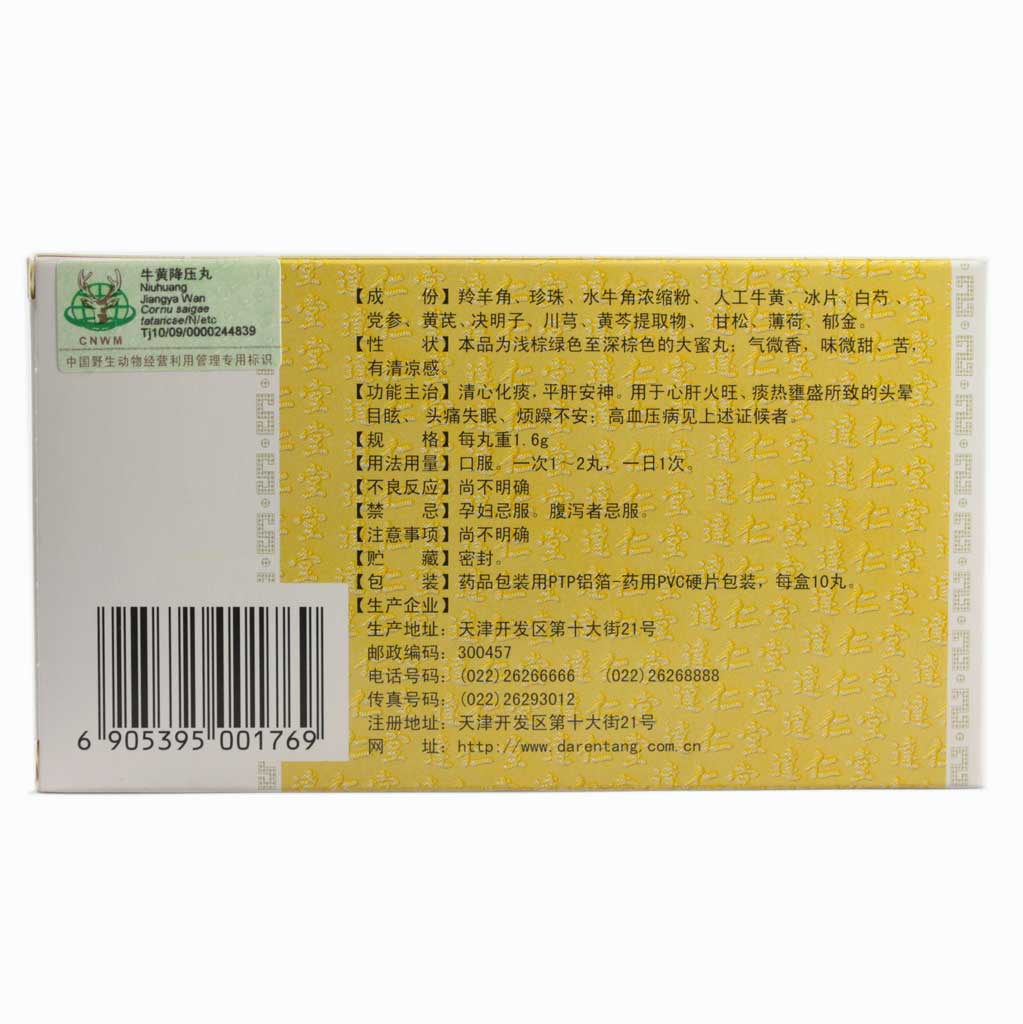 牛黄降压丸
Niuhuang
Jiangya Wan
Cornu saigae
tataricae/N/etc
Tj10/09/0000244839
CNWM
中国野生动物经营利用管理专用标识
【成　份】羚羊角、珍珠、水牛角浓缩粉、人工牛黄、冰片、白芍、
党参、黄芪、决明子、川芎、黄芩提取物、甘松、薄荷、郁金。
【性　状】本品为浅棕绿色至深棕色的大蜜丸；气微香，味微甜、苦，
有清凉感。
【功能主治】清心化痰，平肝安神。用于心肝火旺、痰热壅盛所致的头晕
目眩、头痛失眠、烦躁不安；高血压病见上述证候者。
【规　格】每丸重1.6g
【用法用量】口服。一次1~2丸，一日1次。
【不良反应】尚不明确
【禁　忌】孕妇忌服。腹泻者忌服。
【注意事项】尚不明确
【贮　藏】密封。
【包　装】药品包装用PTP铝箔-药用PVC硬片包装，每盒10丸。
【生产企业】
生产地址：天津开发区第十大街21号
邮政编码：300457
电话号码：(022)26266666 (022)26268888
传真号码：(022)26293012
注册地址：天津开发区第十大街21号
网　址：http://www.darentang.com.cn
6 905395 001769